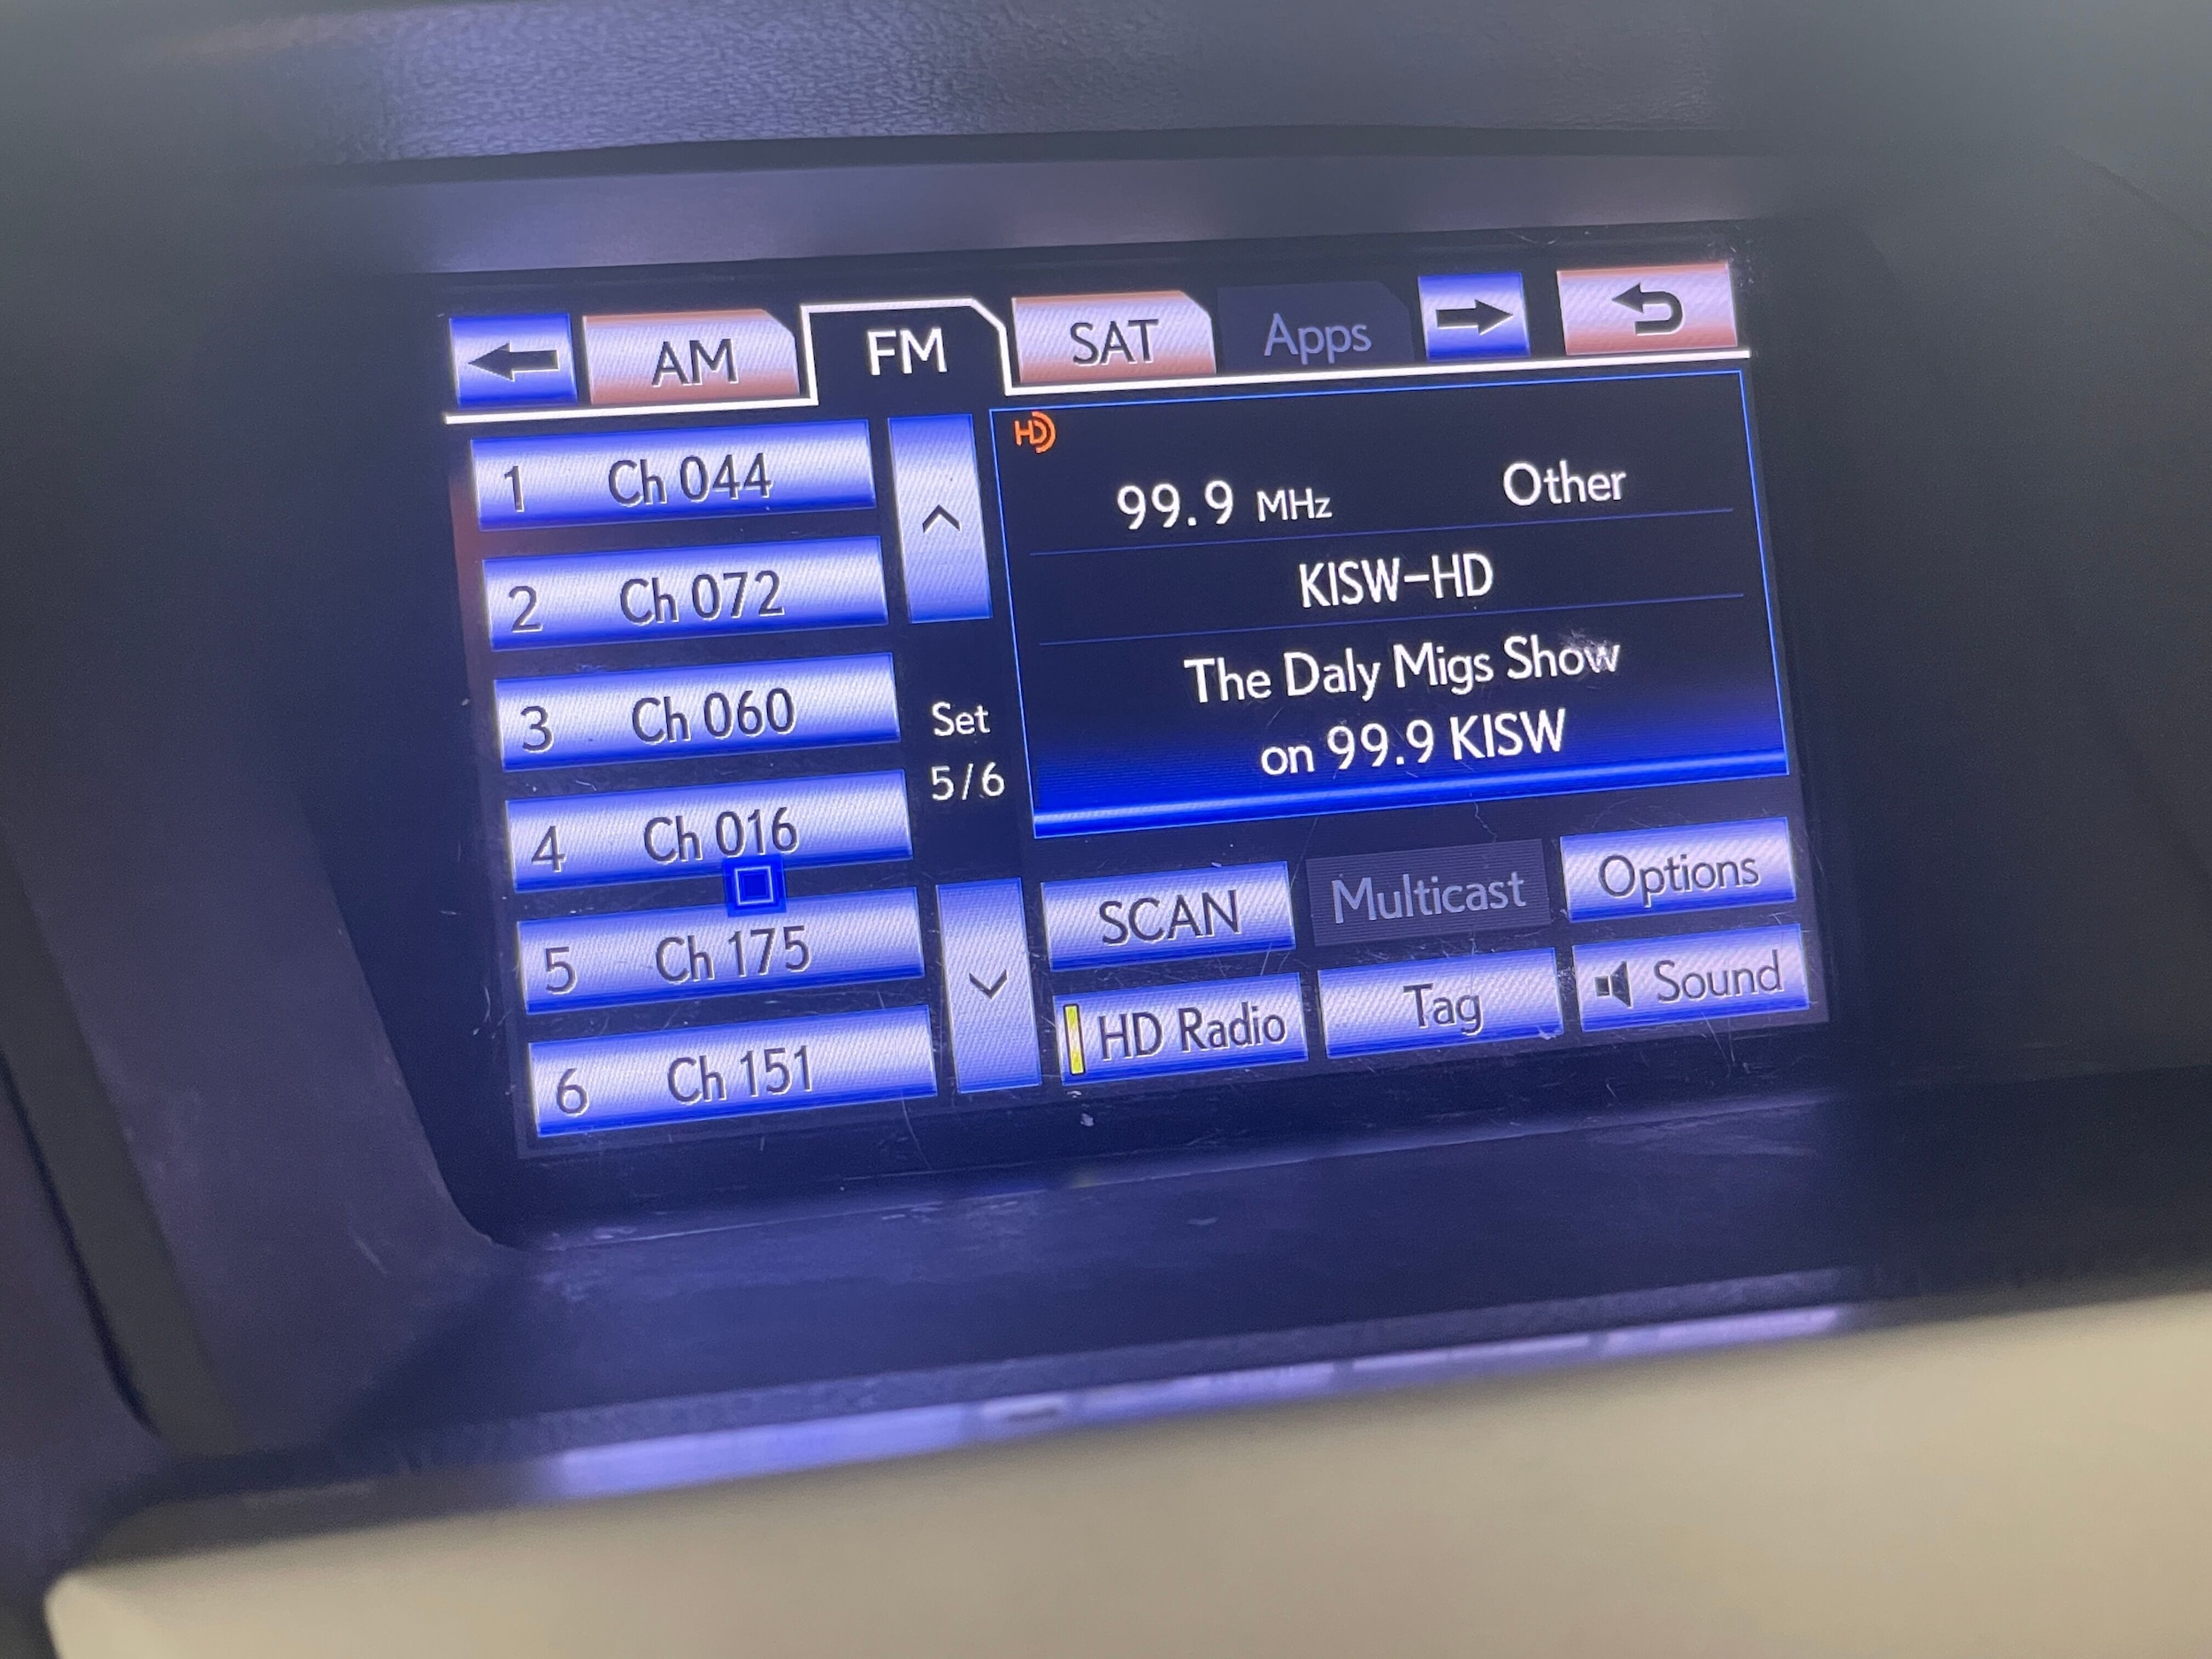 AM FM SAT Apps
HD
99.9 MHz Other
KISW-HD
The Daly Migs Show
on 99.9 KISW
1 Ch 044
2 Ch 072
3 Ch 060
4 Ch 016
5 Ch 175
6 Ch 151
Set
5/6
SCAN Multicast Options
HD Radio Tag Sound